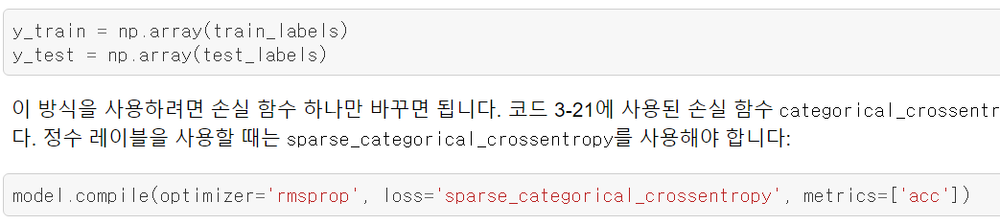 y_train = np.array(train_labels)
y_test = np.array(test_labels)
이 방식을 사용하려면 손실 함수 하나만 바꾸면 됩니다. 코드 3-21에 사용된 손실 함수 categorical_crossentr
다. 정수 레이블을 사용할 때는 sparse_categorical_crossentropy를 사용해야 합니다:
model.compile(optimizer='rmsprop', loss='sparse_categorical_crossentropy', metrics=['acc'])